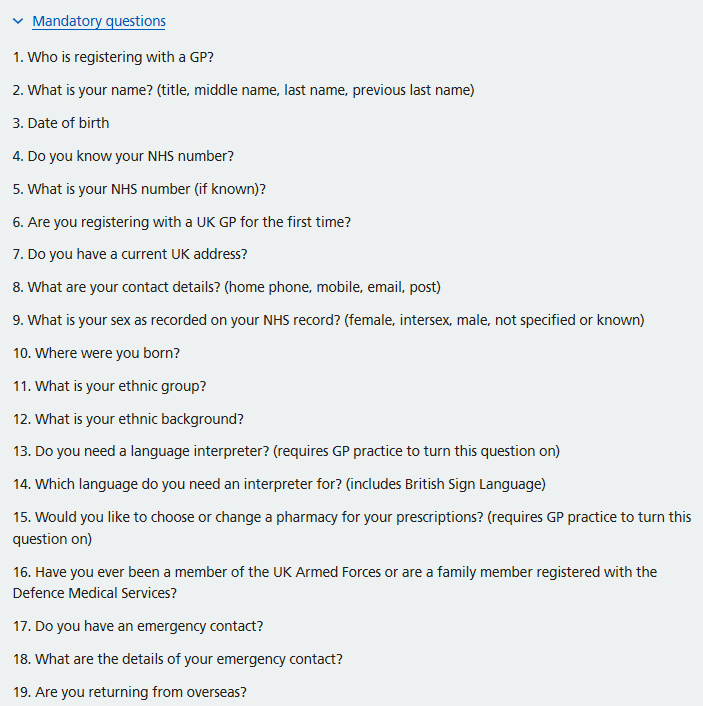 Mandatory questions
1. Who is registering with a GP?
2. What is your name? (title, middle name, last name, previous last name)
3. Date of birth
4. Do you know your NHS number?
5. What is your NHS number (if known)?
6. Are you registering with a UK GP for the first time?
7. Do you have a current UK address?
8. What are your contact details? (home phone, mobile, email, post)
9. What is your sex as recorded on your NHS record? (female, intersex, male, not specified or known)
10. Where were you born?
11. What is your ethnic group?
12. What is your ethnic background?
13. Do you need a language interpreter? (requires GP practice to turn this question on)
14. Which language do you need an interpreter for? (includes British Sign Language)
15. Would you like to choose or change a pharmacy for your prescriptions? (requires GP practice to turn this
question on)
16. Have you ever been a member of the UK Armed Forces or are a family member registered with the
Defence Medical Services?
17. Do you have an emergency contact?
18. What are the details of your emergency contact?
19. Are you returning from overseas?